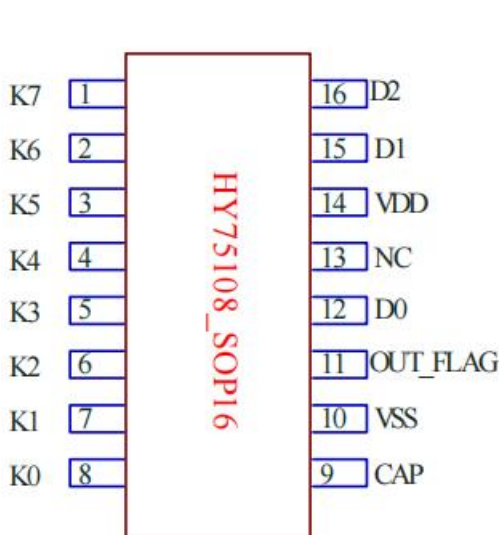 K7 1 16 D2
K6 2 15 D1
K5 3 14 VDD
K4 4 13 NC
K3 5 12 D0
K2 6 11 OUT_FLAG
K1 7 10 VSS
K0 8 9 CAP
HY75108_SOP16